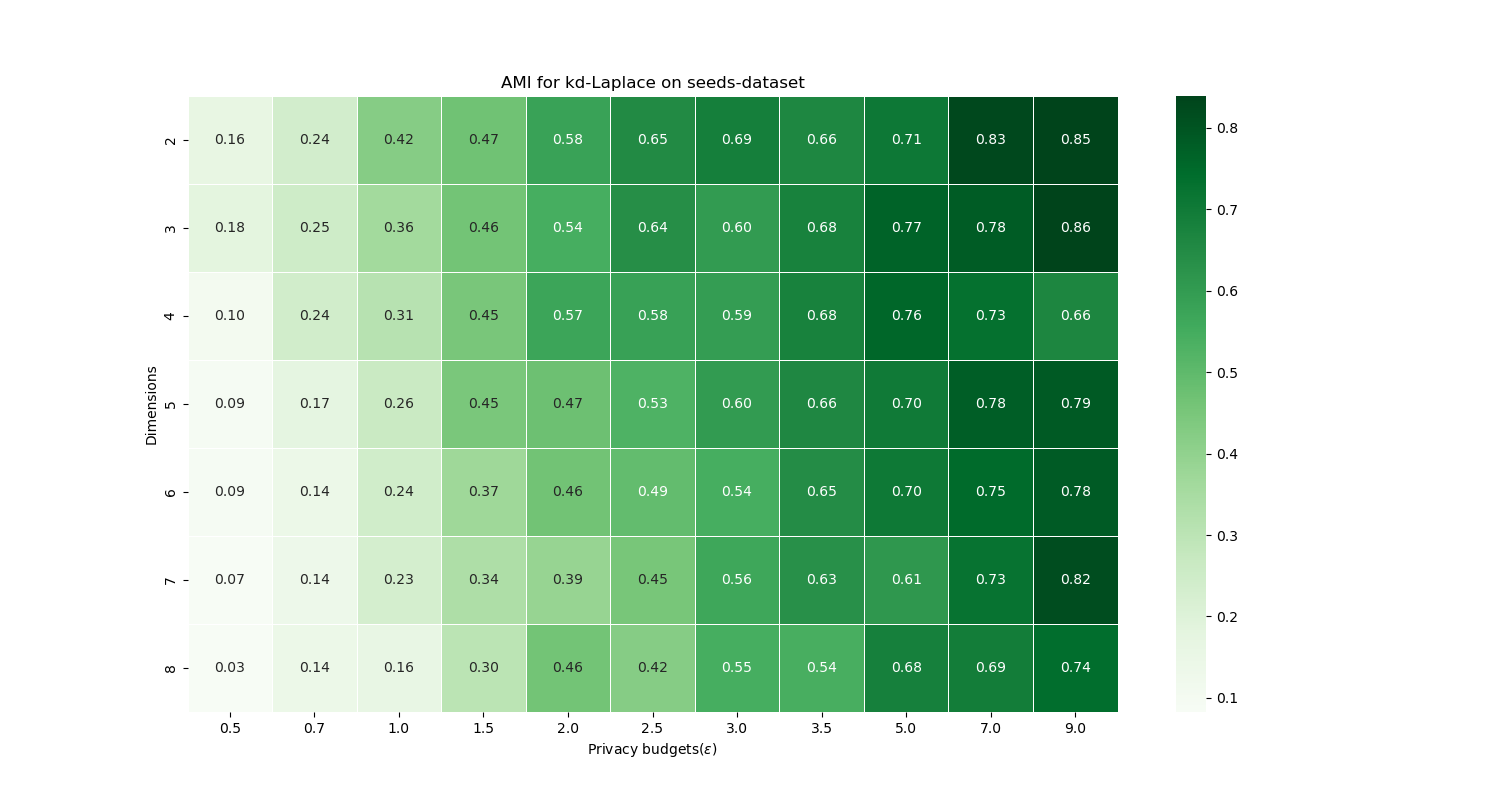 AMI for kd-Laplace on seeds-dataset
2 0.16 0.24 0.42 0.47 0.58 0.65 0.69 0.66 0.71 0.83 0.85
3 0.18 0.25 0.36 0.46 0.54 0.64 0.60 0.68 0.77 0.78 0.86
4 0.10 0.24 0.31 0.45 0.57 0.58 0.59 0.68 0.76 0.73 0.66
5 0.09 0.17 0.26 0.45 0.47 0.53 0.60 0.66 0.70 0.78 0.79
6 0.09 0.14 0.24 0.37 0.46 0.49 0.54 0.65 0.70 0.75 0.78
7 0.07 0.14 0.23 0.34 0.39 0.45 0.56 0.63 0.61 0.73 0.82
8 0.03 0.14 0.16 0.30 0.46 0.42 0.55 0.54 0.68 0.69 0.74
0.5 0.7 1.0 1.5 2.0 2.5 3.0 3.5 5.0 7.0 9.0
Privacy budgets(ε)
Dimensions
0.8
0.7
0.6
0.5
0.4
0.3
0.2
0.1